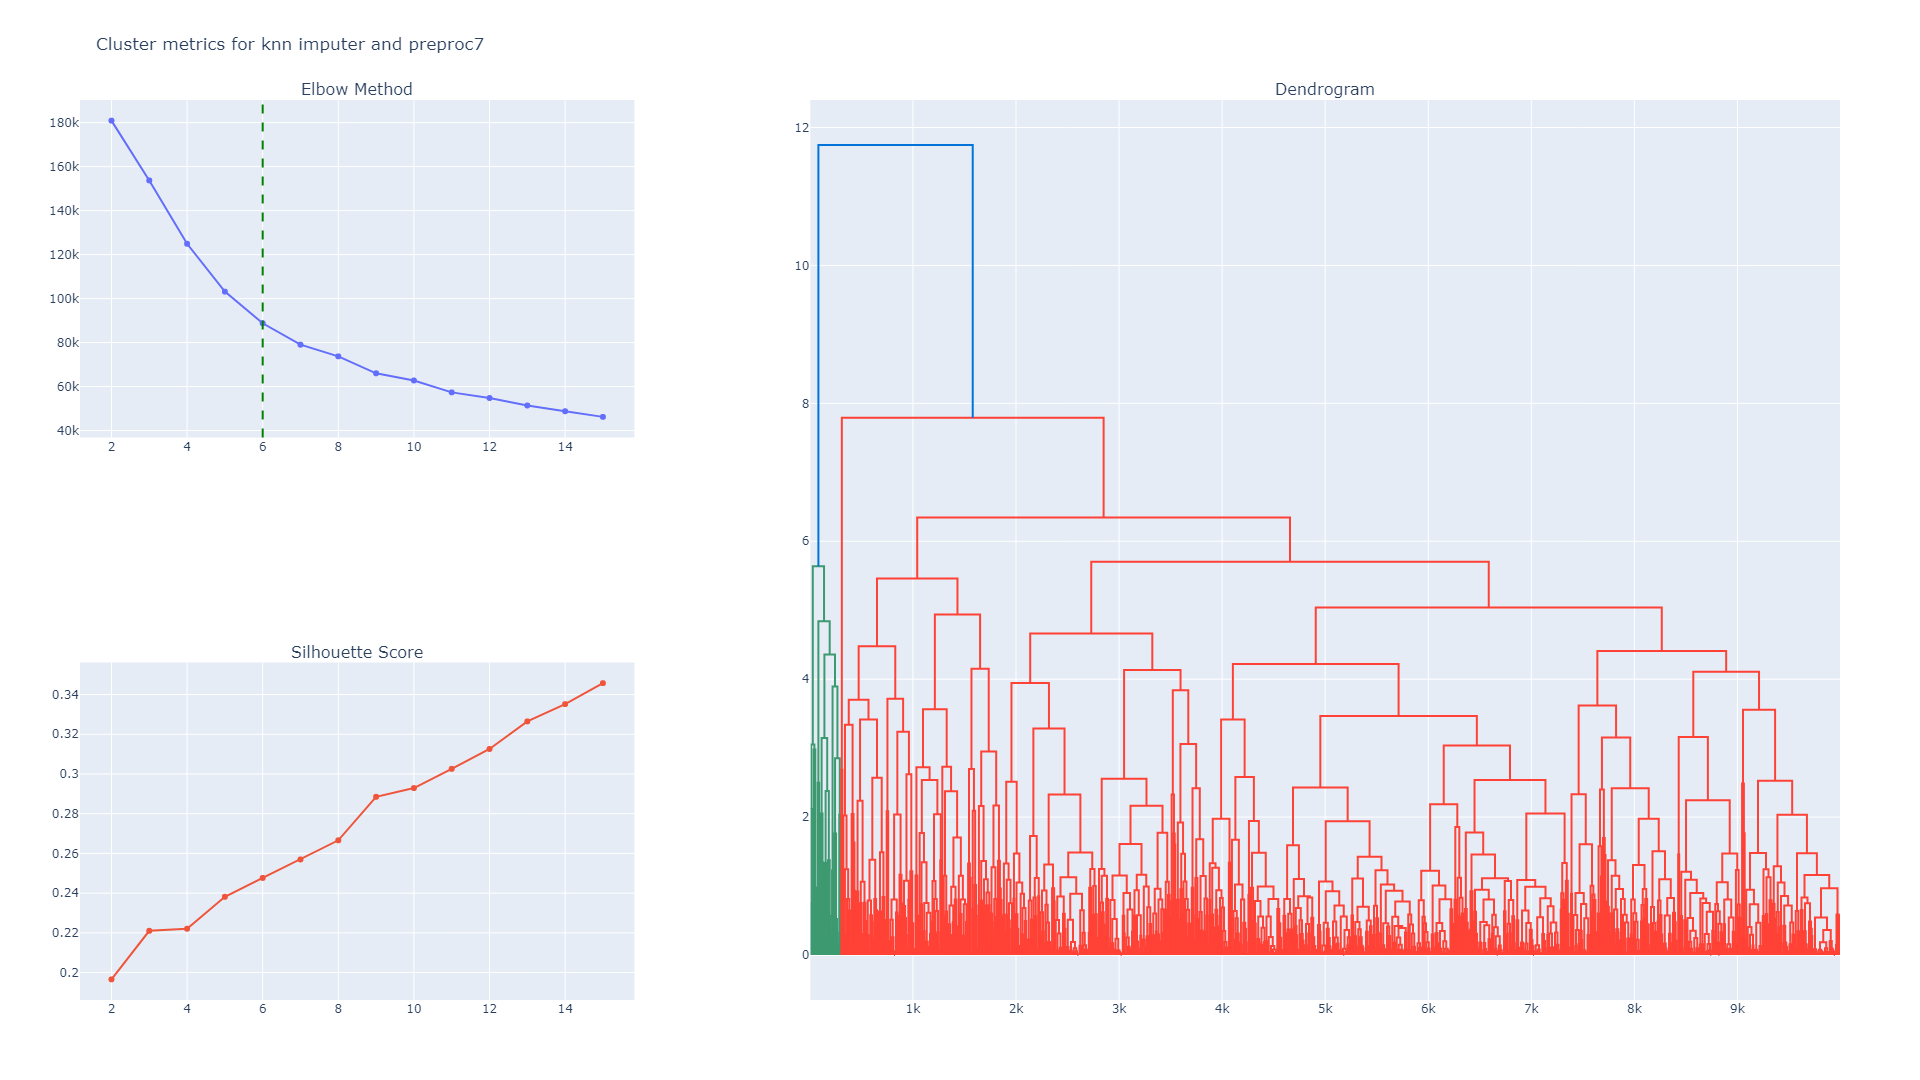 Cluster metrics for knn imputer and preproc7
Elbow Method
180k
160k
140k
120k
100k
80k
60k
40k
2 4 6 8 10 12 14
Silhouette Score
0.34
0.32
0.3
0.28
0.26
0.24
0.22
0.2
2 4 6 8 10 12 14
Dendrogram
12
10
8
6
4
2
0
1k 2k 3k 4k 5k 6k 7k 8k 9k